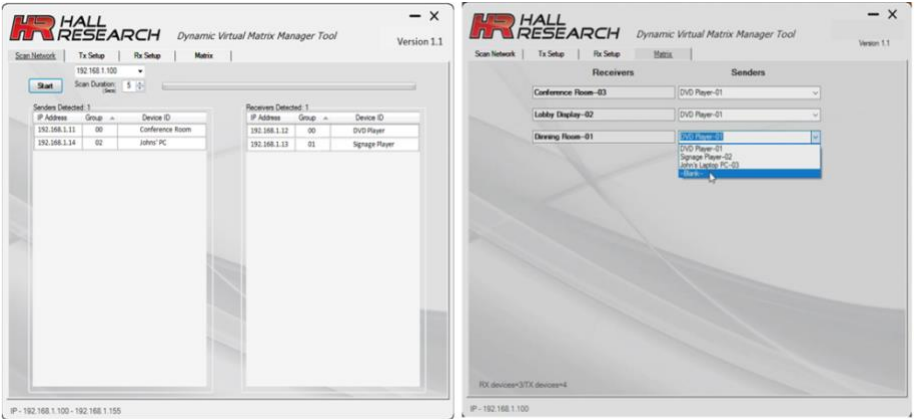 HR HALL RESEARCH Dynamic Virtual Matrix Manager Tool
Version 1.1
Scan Network Tx Setup Rx Setup Matrix
192.168.1.100
Start Scan Duration: 5
(Secs)
Senders Detected: 1
IP Address Group Device ID
192.168.1.11 00 Conference Room
192.168.1.14 02 Johns' PC
Receivers Detected: 1
IP Address Group Device ID
192.168.1.12 00 DVD Player
192.168.1.13 01 Signage Player
IP - 192.168.1.100 - 192.168.1.155
HR HALL RESEARCH Dynamic Virtual Matrix Manager Tool
Version 1.1
Scan Network Tx Setup Rx Setup Matrix
Receivers Senders
Conference Room--03 DVD Player-01
Lobby Display--02 DVD Player-01
Dinning Room--01 DVD Player-01
DVD Player-01
Signage Player-02
John's Laptop PC-03
--Blank--
RX devices=3/TX devices=4
IP - 192.168.1.100